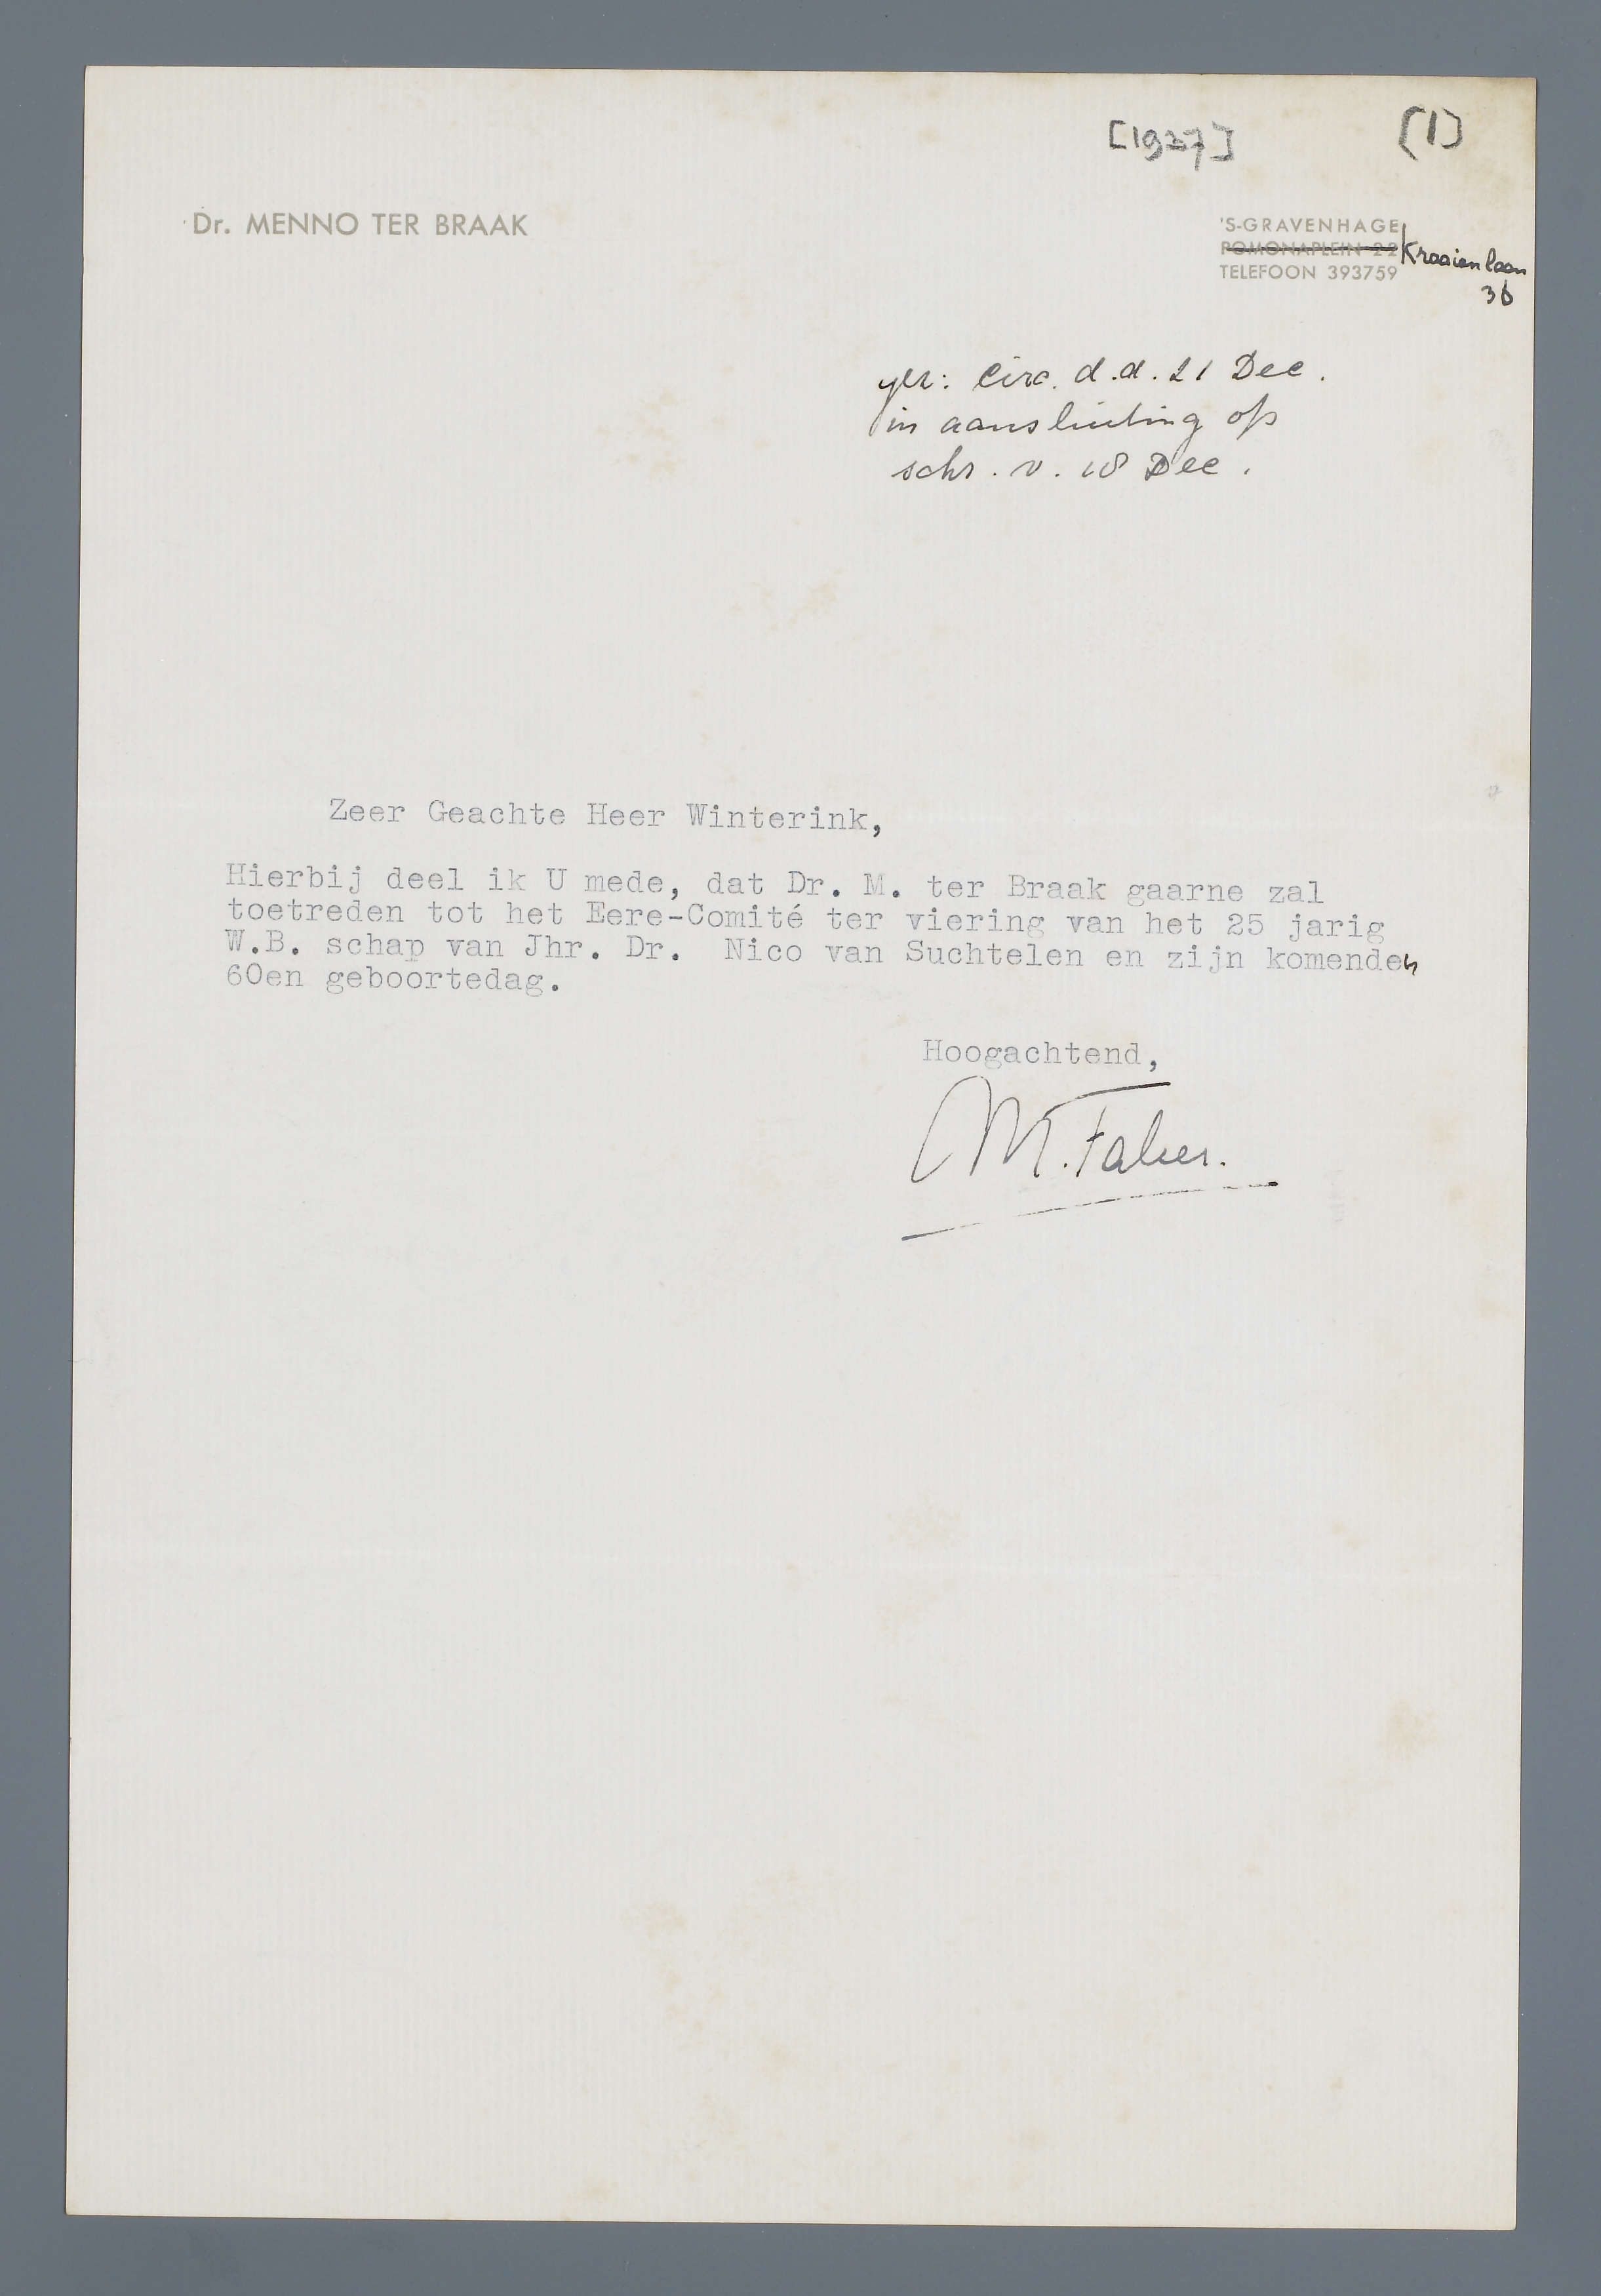 [1937] (1)
Dr. MENNO TER BRAAK
'S-GRAVENHAGE
POMONAPLEIN 22 Kraaienlaan
TELEFOON 393759
36
circ. d.d. 21 Dec.
in aansluiting op
schr. v. 18 Dec.
Zeer Geachte Heer Winterink,
Hierbij deel ik U mede, dat Dr. M. ter Braak gaarne zal
toetreden tot het Eere-Comité ter viering van het 25 jarig
W.B. schap van Jhr. Dr. Nico van Suchtelen en zijn komenden
60en geboortedag.
Hoogachtend,
M. Faber.